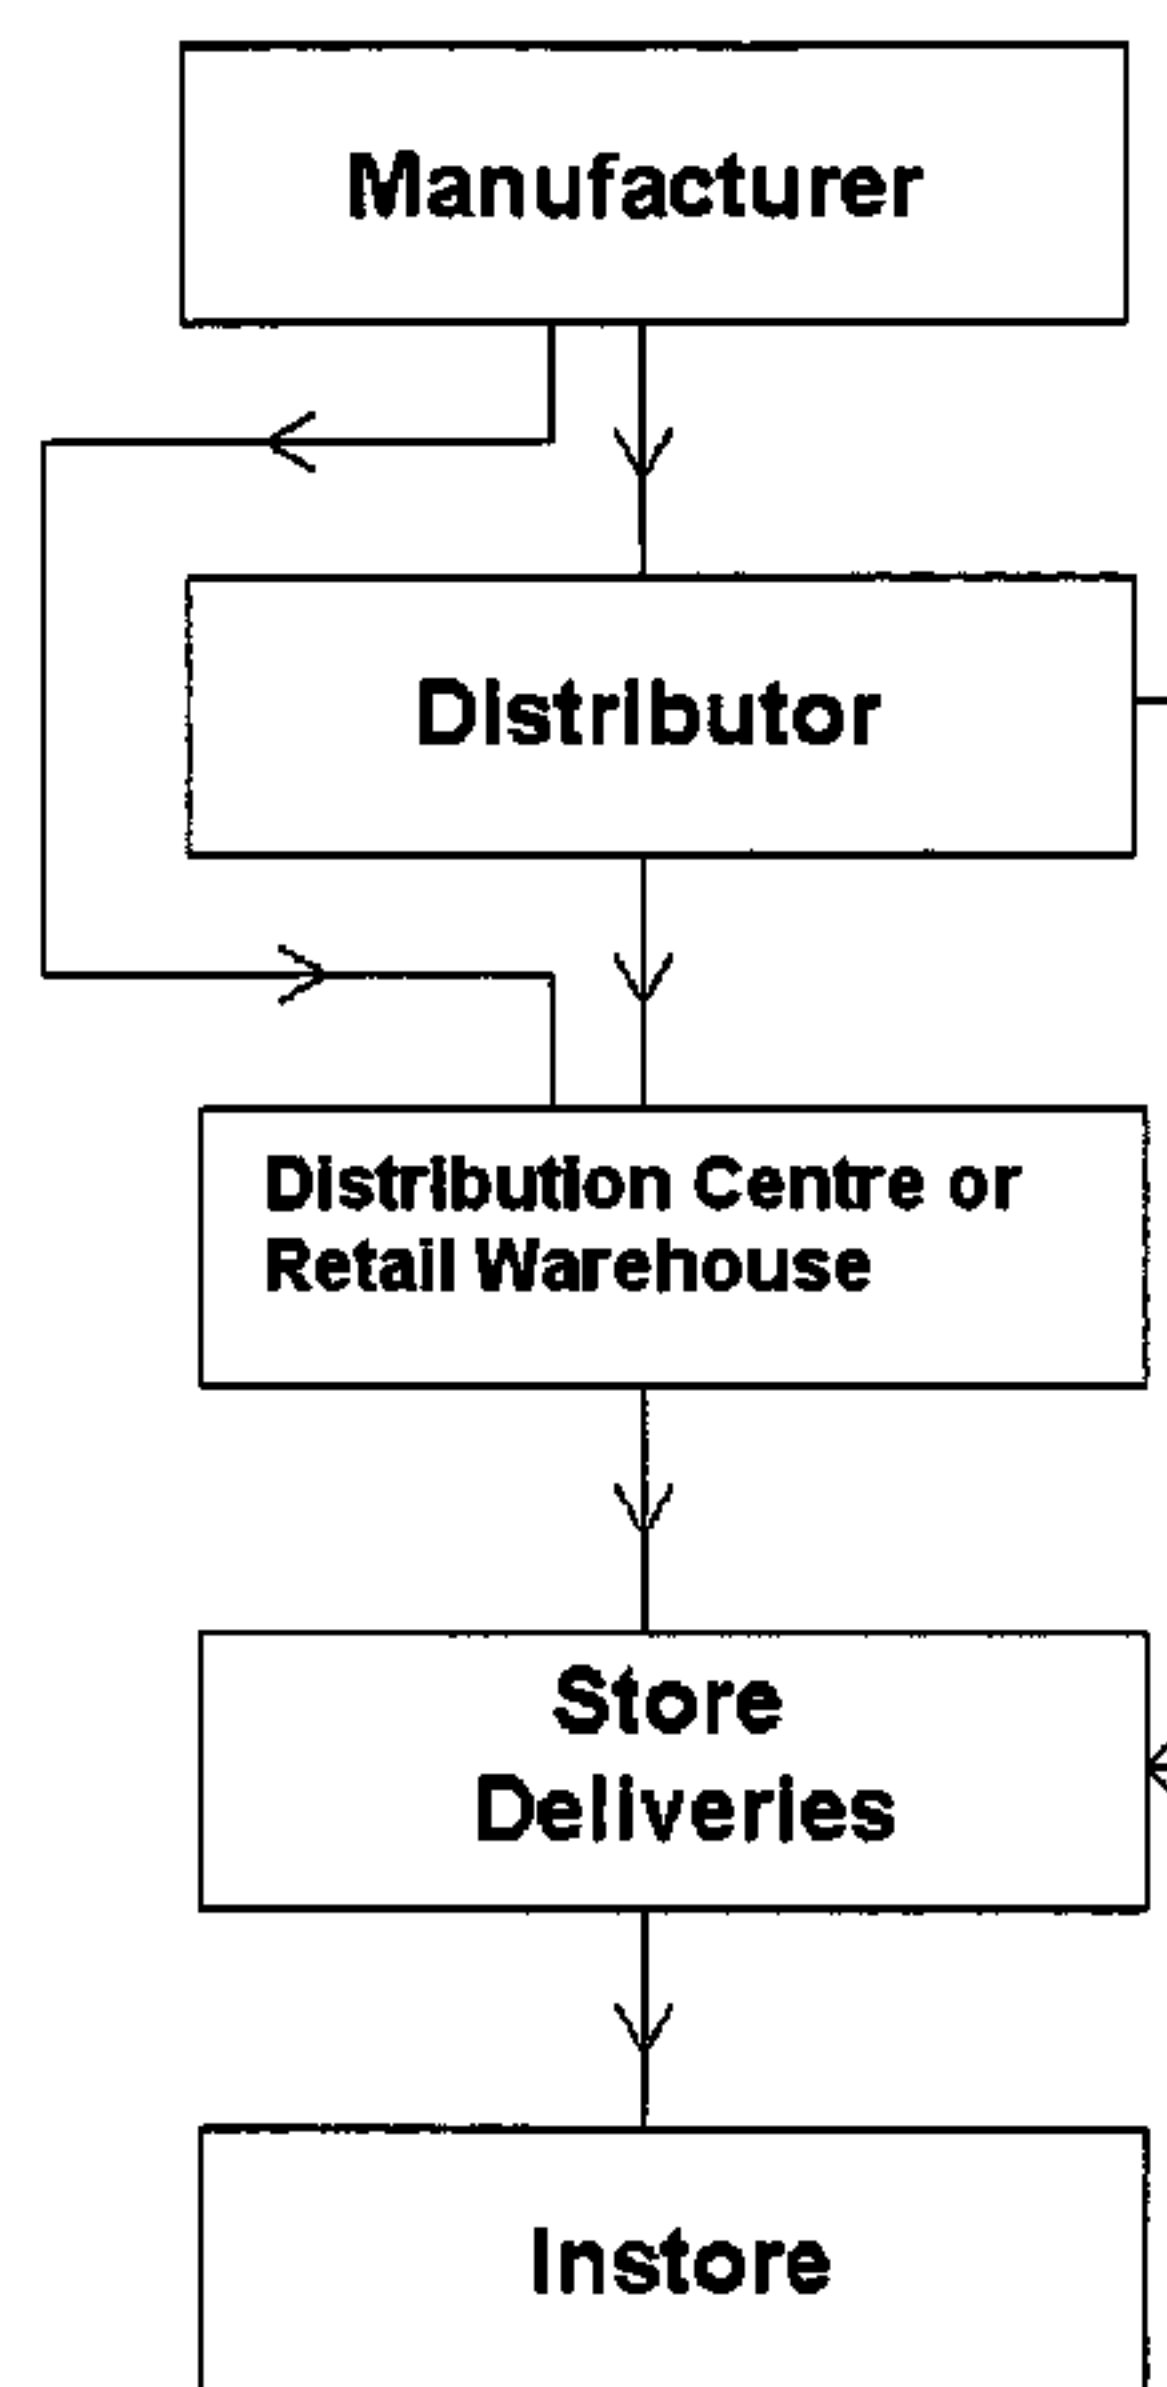 Manufacturer
Distributor
Distribution Centre or
Retail Warehouse
Store
Deliveries
Instore